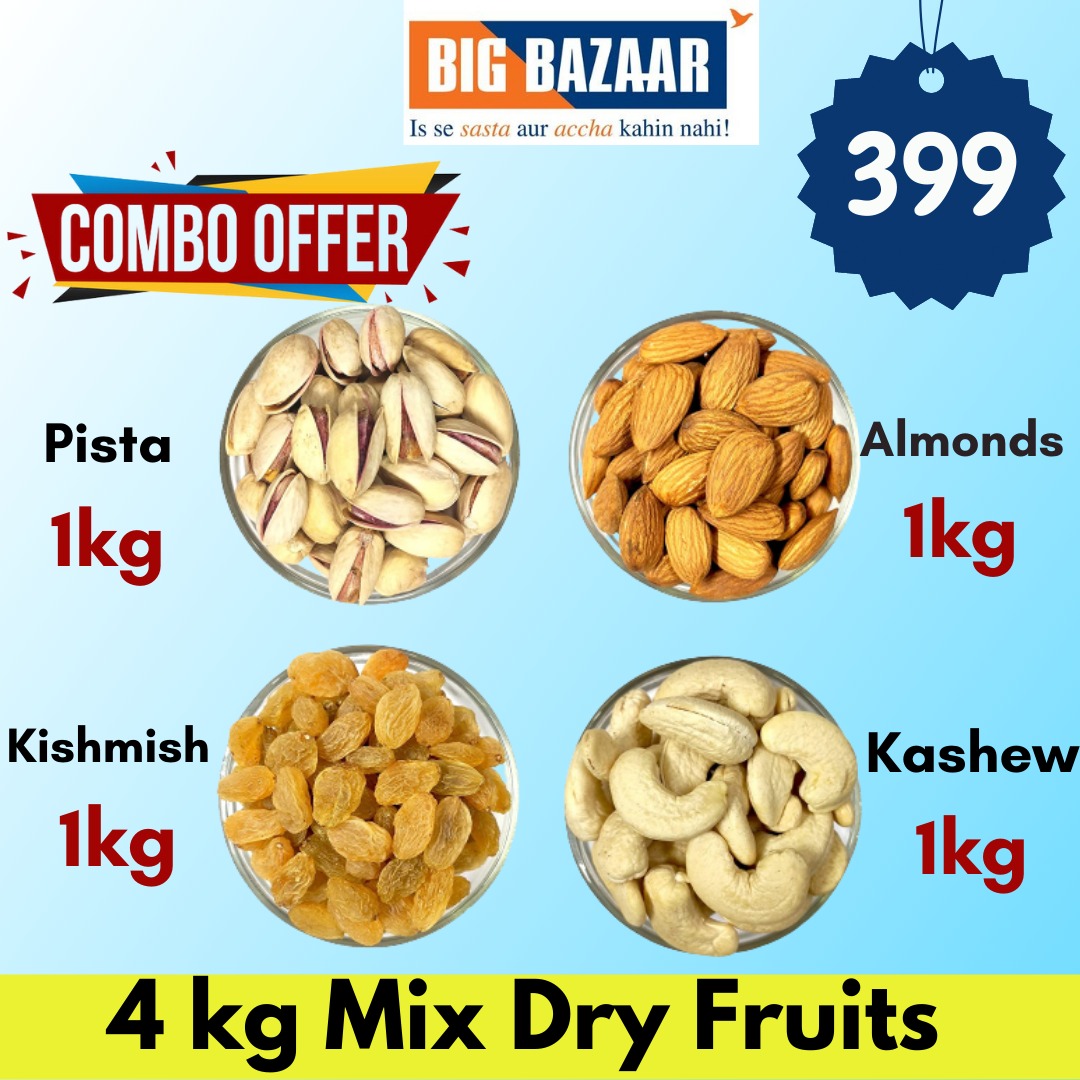 BIG BAZAAR
Is se sasta aur accha kahin nahi!
399
COMBO OFFER
Pista
1kg
Almonds
1kg
Kishmish
1kg
Kashew
1kg
4 kg Mix Dry Fruits